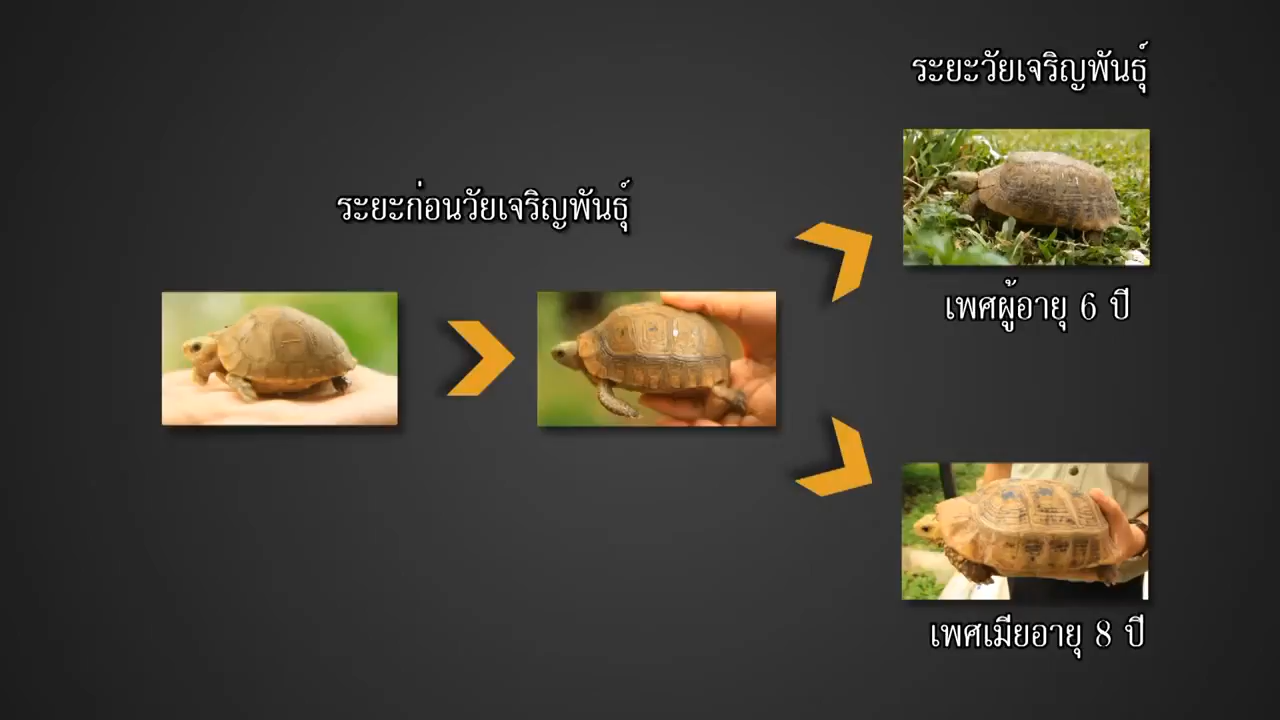 ระยะวัยเจริญพันธุ์
ระยะก่อนวัยเจริญพันธุ์
เพศผู้อายุ 6 ปี
เพศเมียอายุ 8 ปี